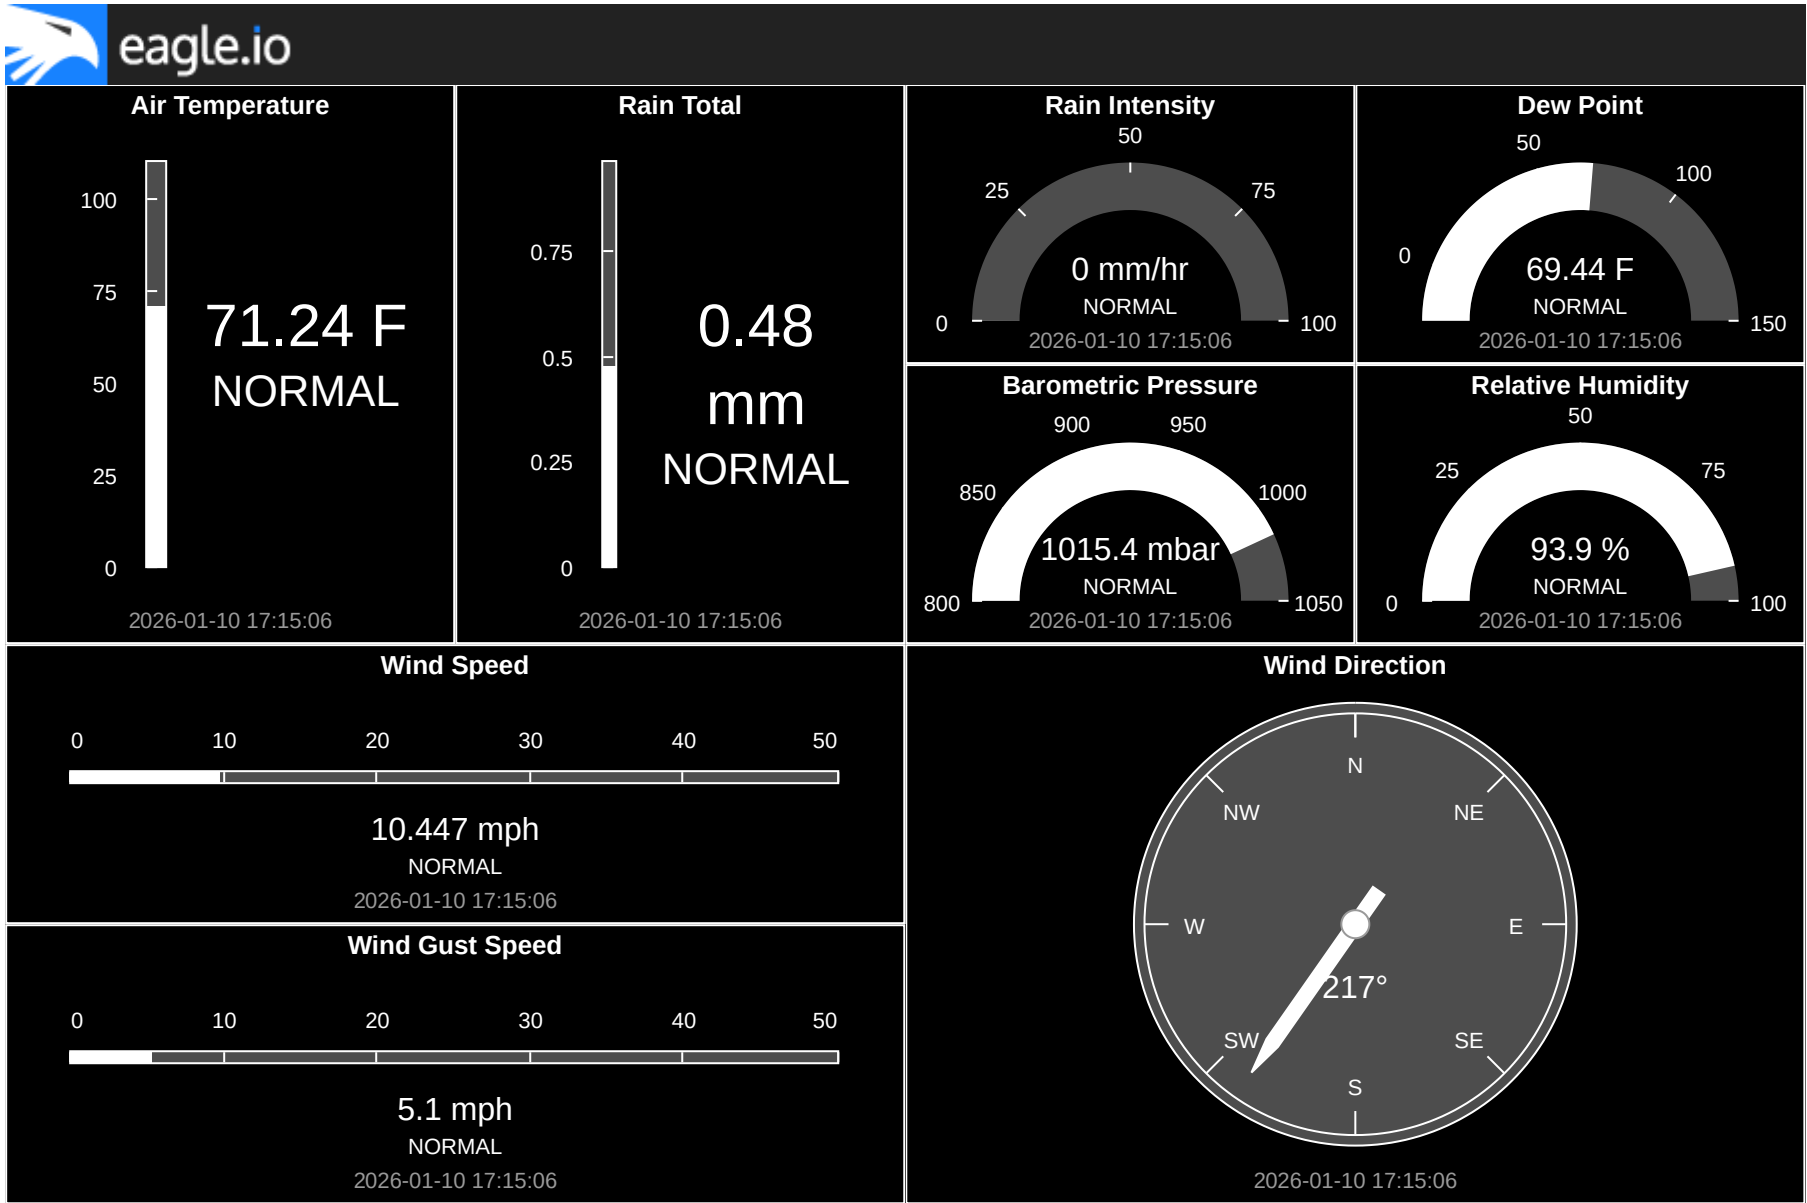 eagle.io
Air Temperature
100
75
50
25
0
71.24 F
NORMAL
2026-01-10 17:15:06
Rain Total
0.75
0.5
0.25
0
0.48
mm
NORMAL
2026-01-10 17:15:06
Rain Intensity
0
25
50
75
100
0 mm/hr
NORMAL
2026-01-10 17:15:06
Dew Point
0
50
100
150
69.44 F
NORMAL
2026-01-10 17:15:06
Barometric Pressure
800
850
900
950
1000
1050
1015.4 mbar
NORMAL
2026-01-10 17:15:06
Relative Humidity
0
25
50
75
100
93.9 %
NORMAL
2026-01-10 17:15:06
Wind Speed
0 10 20 30 40 50
10.447 mph
NORMAL
2026-01-10 17:15:06
Wind Gust Speed
0 10 20 30 40 50
5.1 mph
NORMAL
2026-01-10 17:15:06
Wind Direction
N
NW NE
W E
217°
SW SE
S
2026-01-10 17:15:06